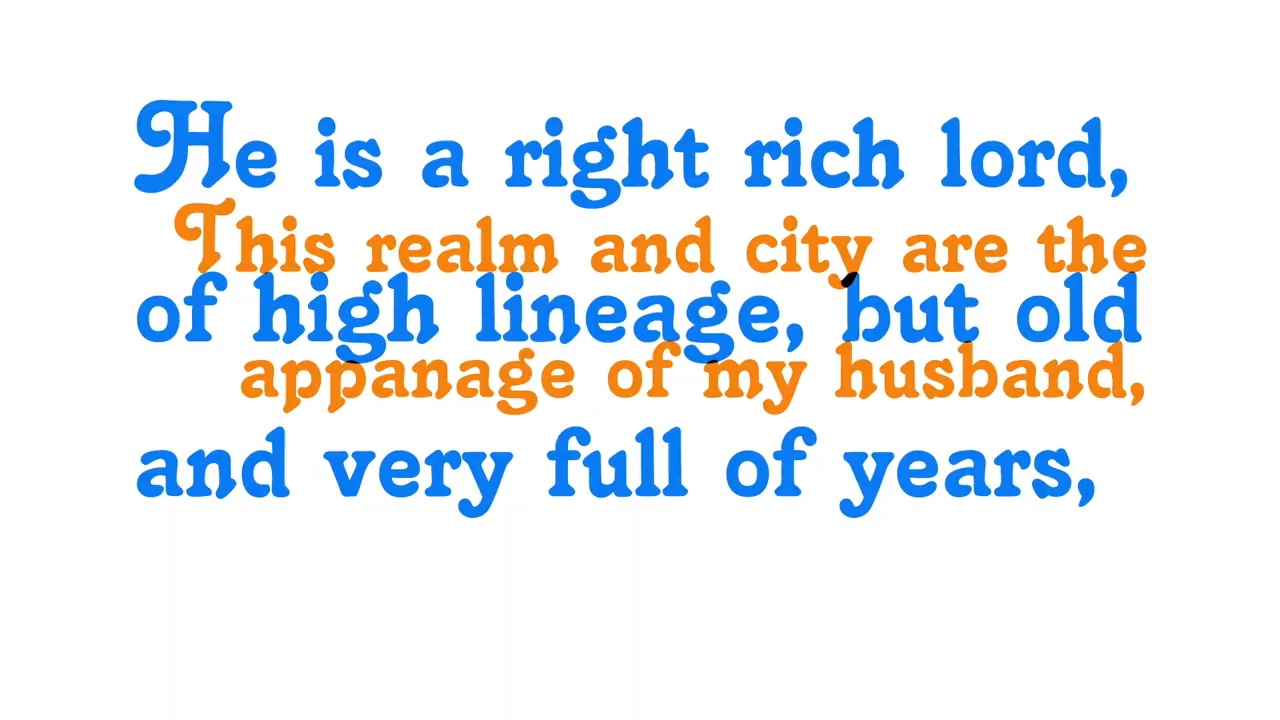 He is a right rich lord,
This realm and city are the
of high lineage, but old
appanage of my husband,
and very full of years,